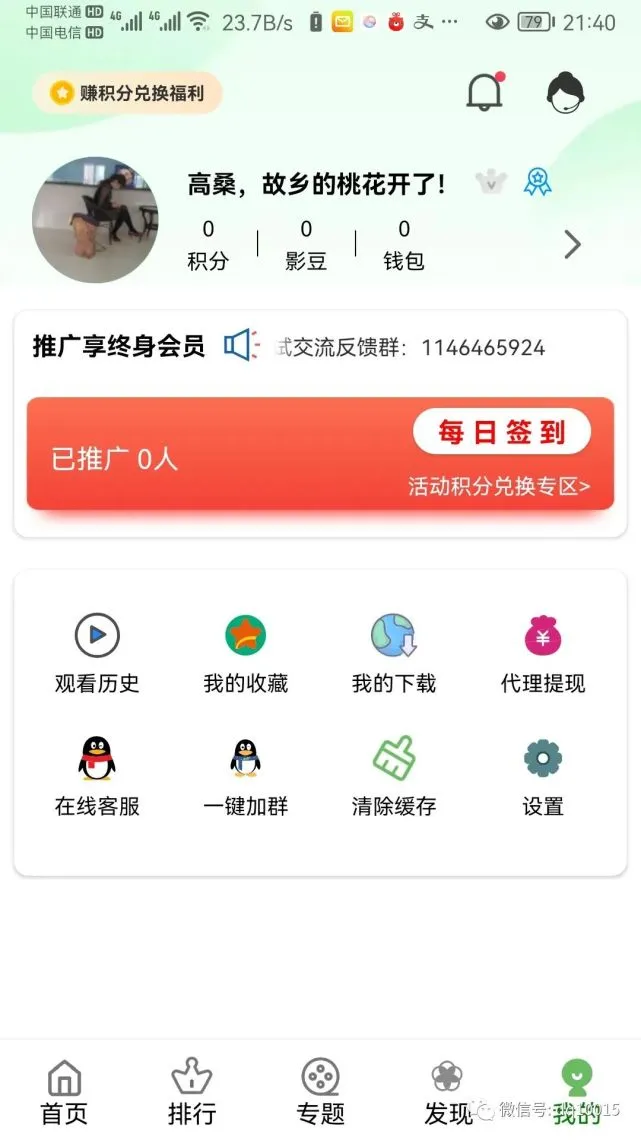 中国联通 HD 4G 4G 23.7B/s 支 ··· 79 21:40
中国电信 HD
赚积分兑换福利
高桑，故乡的桃花开了!
0 0 0
积分 影豆 钱包
推广享终身会员 试交流反馈群：1146465924
每日签到
已推广 0人
活动积分兑换专区>
观看历史 我的收藏 我的下载 代理提现
在线客服 一键加群 清除缓存 设置
首页 排行 专题 发现 我的
微信号: dq10015